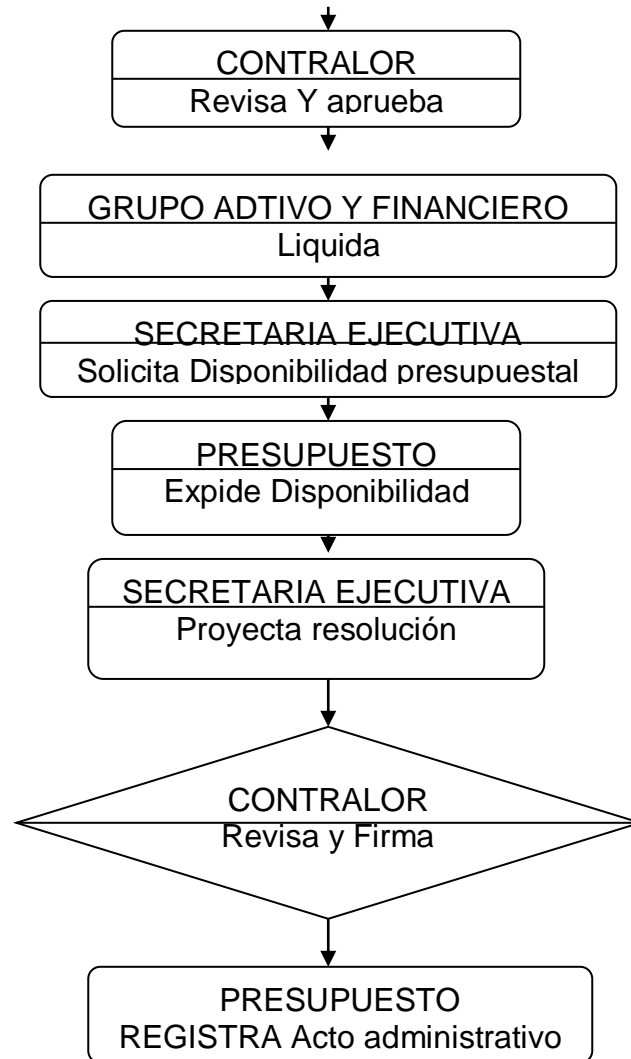 CONTRALOR
Revisa Y aprueba
GRUPO ADTIVO Y FINANCIERO
Liquida
SECRETARIA EJECUTIVA
Solicita Disponibilidad presupuestal
PRESUPUESTO
Expide Disponibilidad
SECRETARIA EJECUTIVA
Proyecta resolución
CONTRALOR
Revisa y Firma
PRESUPUESTO
REGISTRA Acto administrativo